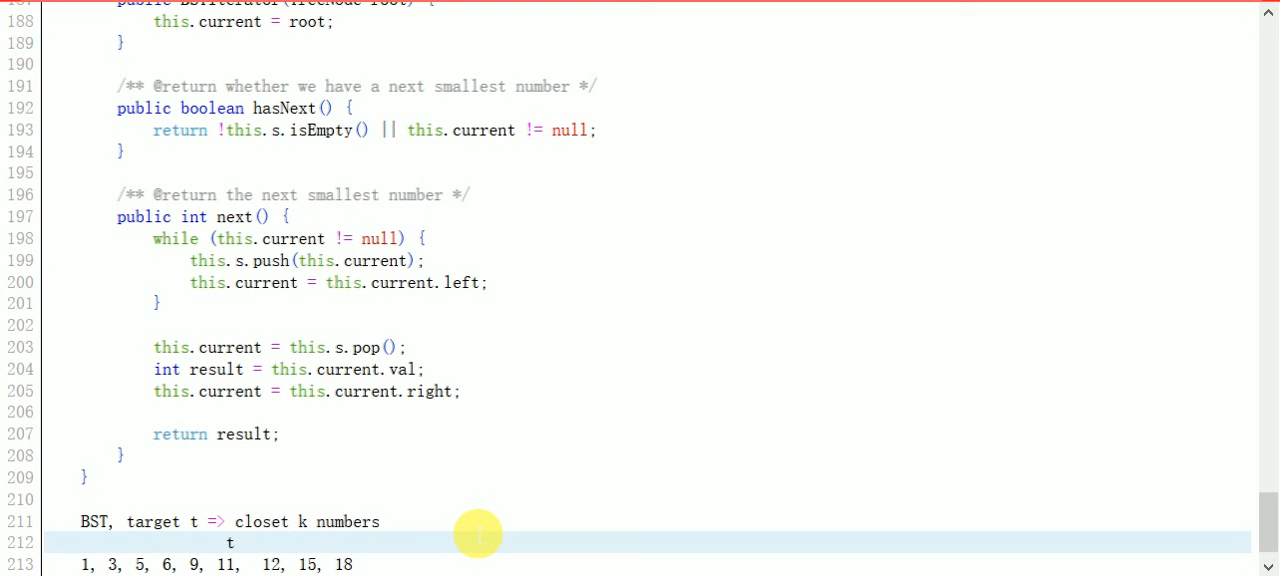 187 public BSTIterator(TreeNode root) {
188 this.current = root;
189 }
190
191 /** @return whether we have a next smallest number */
192 public boolean hasNext() {
193 return !this.s.isEmpty() || this.current != null;
194 }
195
196 /** @return the next smallest number */
197 public int next() {
198 while (this.current != null) {
199 this.s.push(this.current);
200 this.current = this.current.left;
201 }
202
203 this.current = this.s.pop();
204 int result = this.current.val;
205 this.current = this.current.right;
206
207 return result;
208 }
209 }
210
211 BST, target t => closet k numbers
212 t
213 1, 3, 5, 6, 9, 11, 12, 15, 18